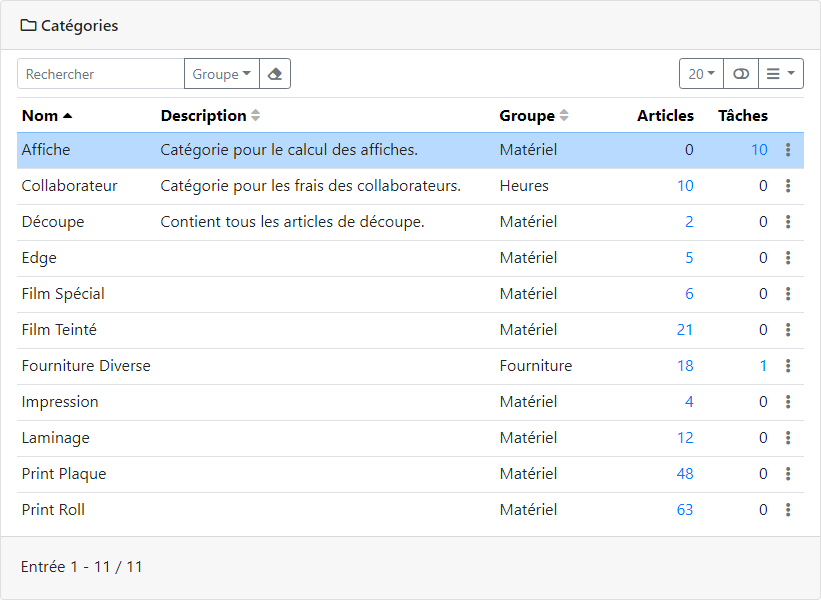 Catégories
Rechercher Groupe 20
Nom Description Groupe Articles Tâches
Affiche Catégorie pour le calcul des affiches. Matériel 0 10
Collaborateur Catégorie pour les frais des collaborateurs. Heures 10 0
Découpe Contient tous les articles de découpe. Matériel 2 0
Edge Matériel 5 0
Film Spécial Matériel 6 0
Film Teinté Matériel 21 0
Fourniture Diverse Fourniture 18 1
Impression Matériel 4 0
Laminage Matériel 12 0
Print Plaque Matériel 48 0
Print Roll Matériel 63 0
Entrée 1 - 11 / 11